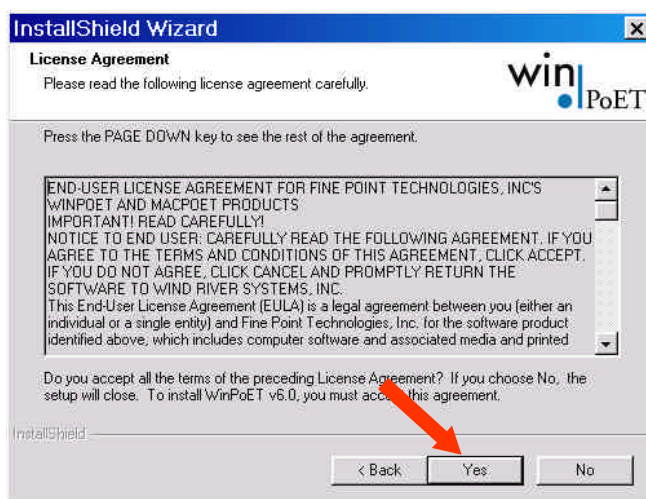 InstallShield Wizard
License Agreement
Please read the following license agreement carefully.
win
PoET
Press the PAGE DOWN key to see the rest of the agreement.
END-USER LICENSE AGREEMENT FOR FINE POINT TECHNOLOGIES, INC'S
WINPOET AND MACPOET PRODUCTS
IMPORTANT! READ CAREFULLY!
NOTICE TO END USER: CAREFULLY READ THE FOLLOWING AGREEMENT. IF YOU
AGREE TO THE TERMS AND CONDITIONS OF THIS AGREEMENT, CLICK ACCEPT.
IF YOU DO NOT AGREE, CLICK CANCEL AND PROMPTLY RETURN THE
SOFTWARE TO WIND RIVER SYSTEMS, INC.
This End-User License Agreement (EULA) is a legal agreement between you (either an
individual or a single entity) and Fine Point Technologies, Inc. for the software product
identified above, which includes computer software and associated media and printed
Do you accept all the terms of the preceding License Agreement? If you choose No, the
setup will close. To install WinPoET v6.0, you must accept this agreement.
InstallShield
< Back
Yes
No